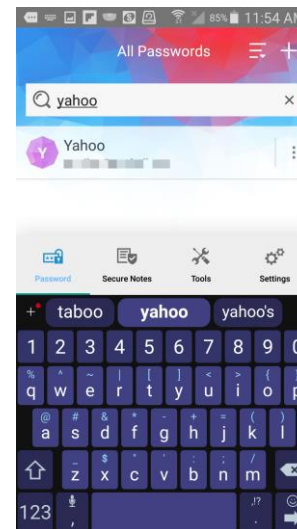 85% 11:54 AM
All Passwords
yahoo
Yahoo
Password Secure Notes Tools Settings
+ taboo yahoo yahoo's
1 2 3 4 5 6 7 8 9 0
% ^ ~ | [ ] < > { }
q w e r t y u i o p
@ # & * - + = ( )
a s d f g h j k l
_ $ " ' : ; /
z x c v b n m
123 , ,!?